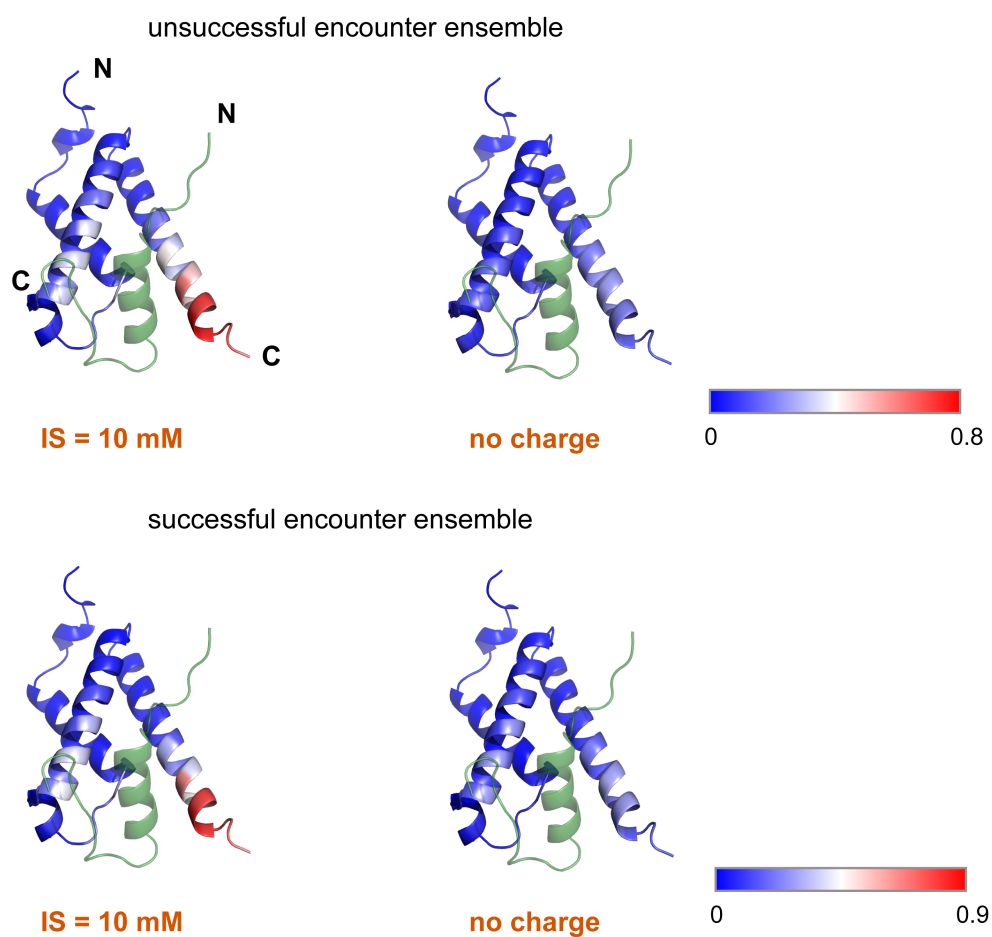 unsuccessful encounter ensemble
N
N
C
C
IS = 10 mM
no charge
0
0.8
successful encounter ensemble
IS = 10 mM
no charge
0
0.9